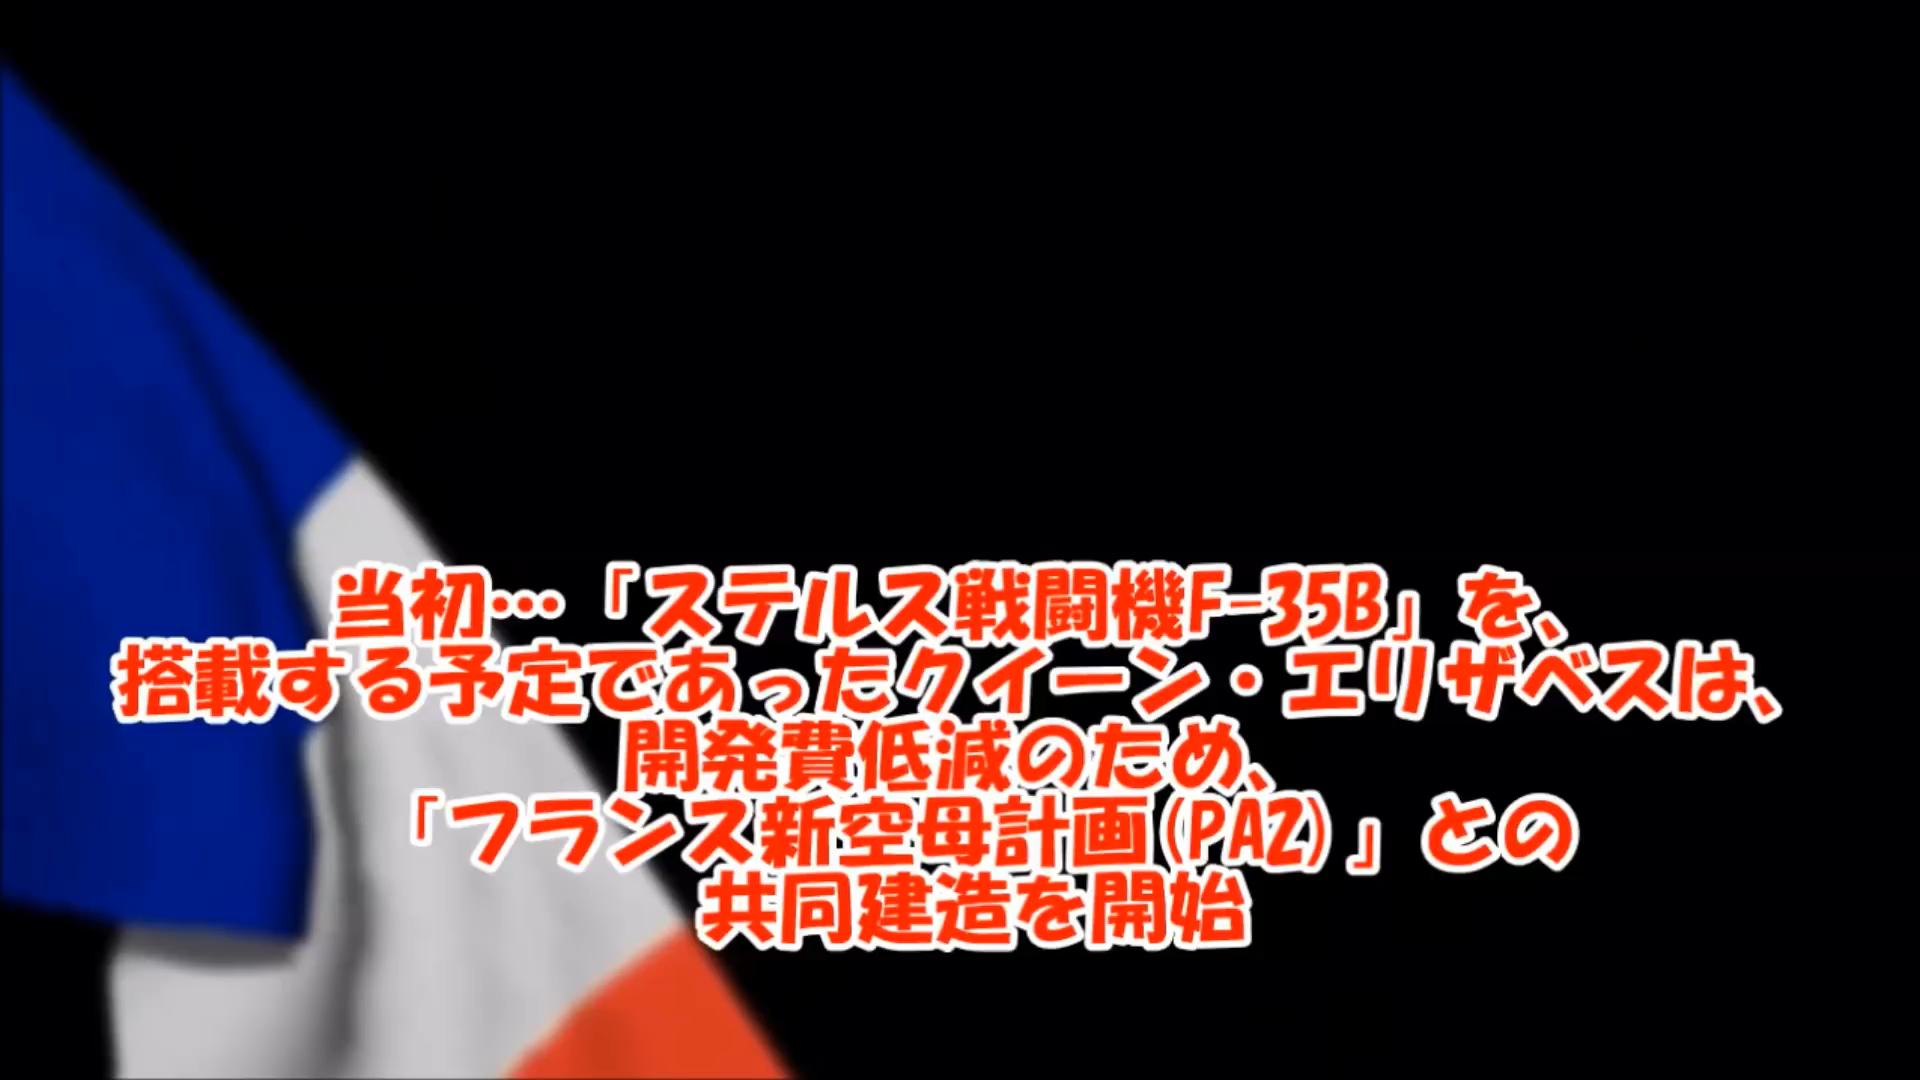 当初…「ステルス戦闘機F-35B」を、
搭載する予定であったクイーン・エリザベスは、
開発費低減のため、
「フランス新空母計画(PA2)」との
共同建造を開始